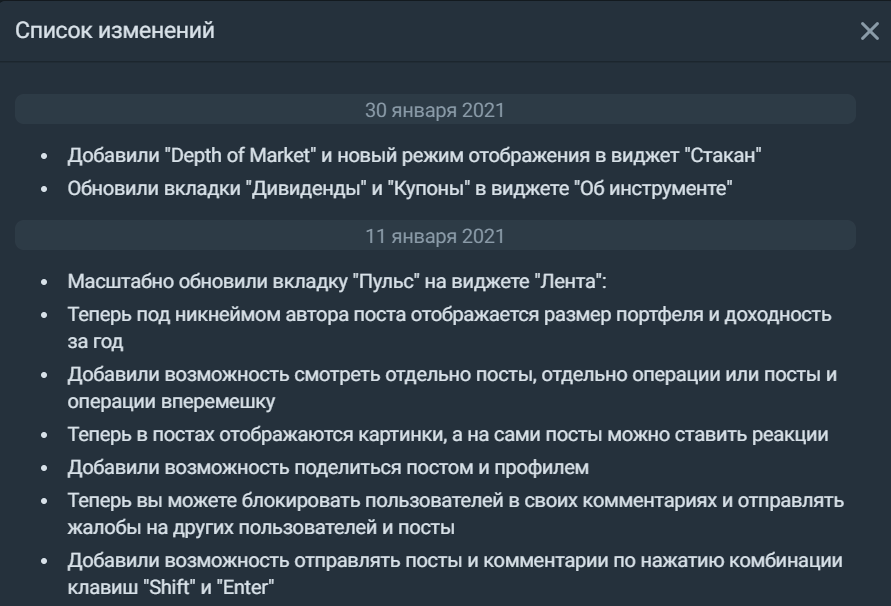 Список изменений
30 января 2021
• Добавили "Depth of Market" и новый режим отображения в виджет "Стакан"
• Обновили вкладки "Дивиденды" и "Купоны" в виджете "Об инструменте"
11 января 2021
• Масштабно обновили вкладку "Пульс" на виджете "Лента":
• Теперь под никнеймом автора поста отображается размер портфеля и доходность
за год
• Добавили возможность смотреть отдельно посты, отдельно операции или посты и
операции вперемешку
• Теперь в постах отображаются картинки, а на сами посты можно ставить реакции
• Добавили возможность поделиться постом и профилем
• Теперь вы можете блокировать пользователей в своих комментариях и отправлять
жалобы на других пользователей и посты
• Добавили возможность отправлять посты и комментарии по нажатию комбинации
клавиш "Shift" и "Enter"